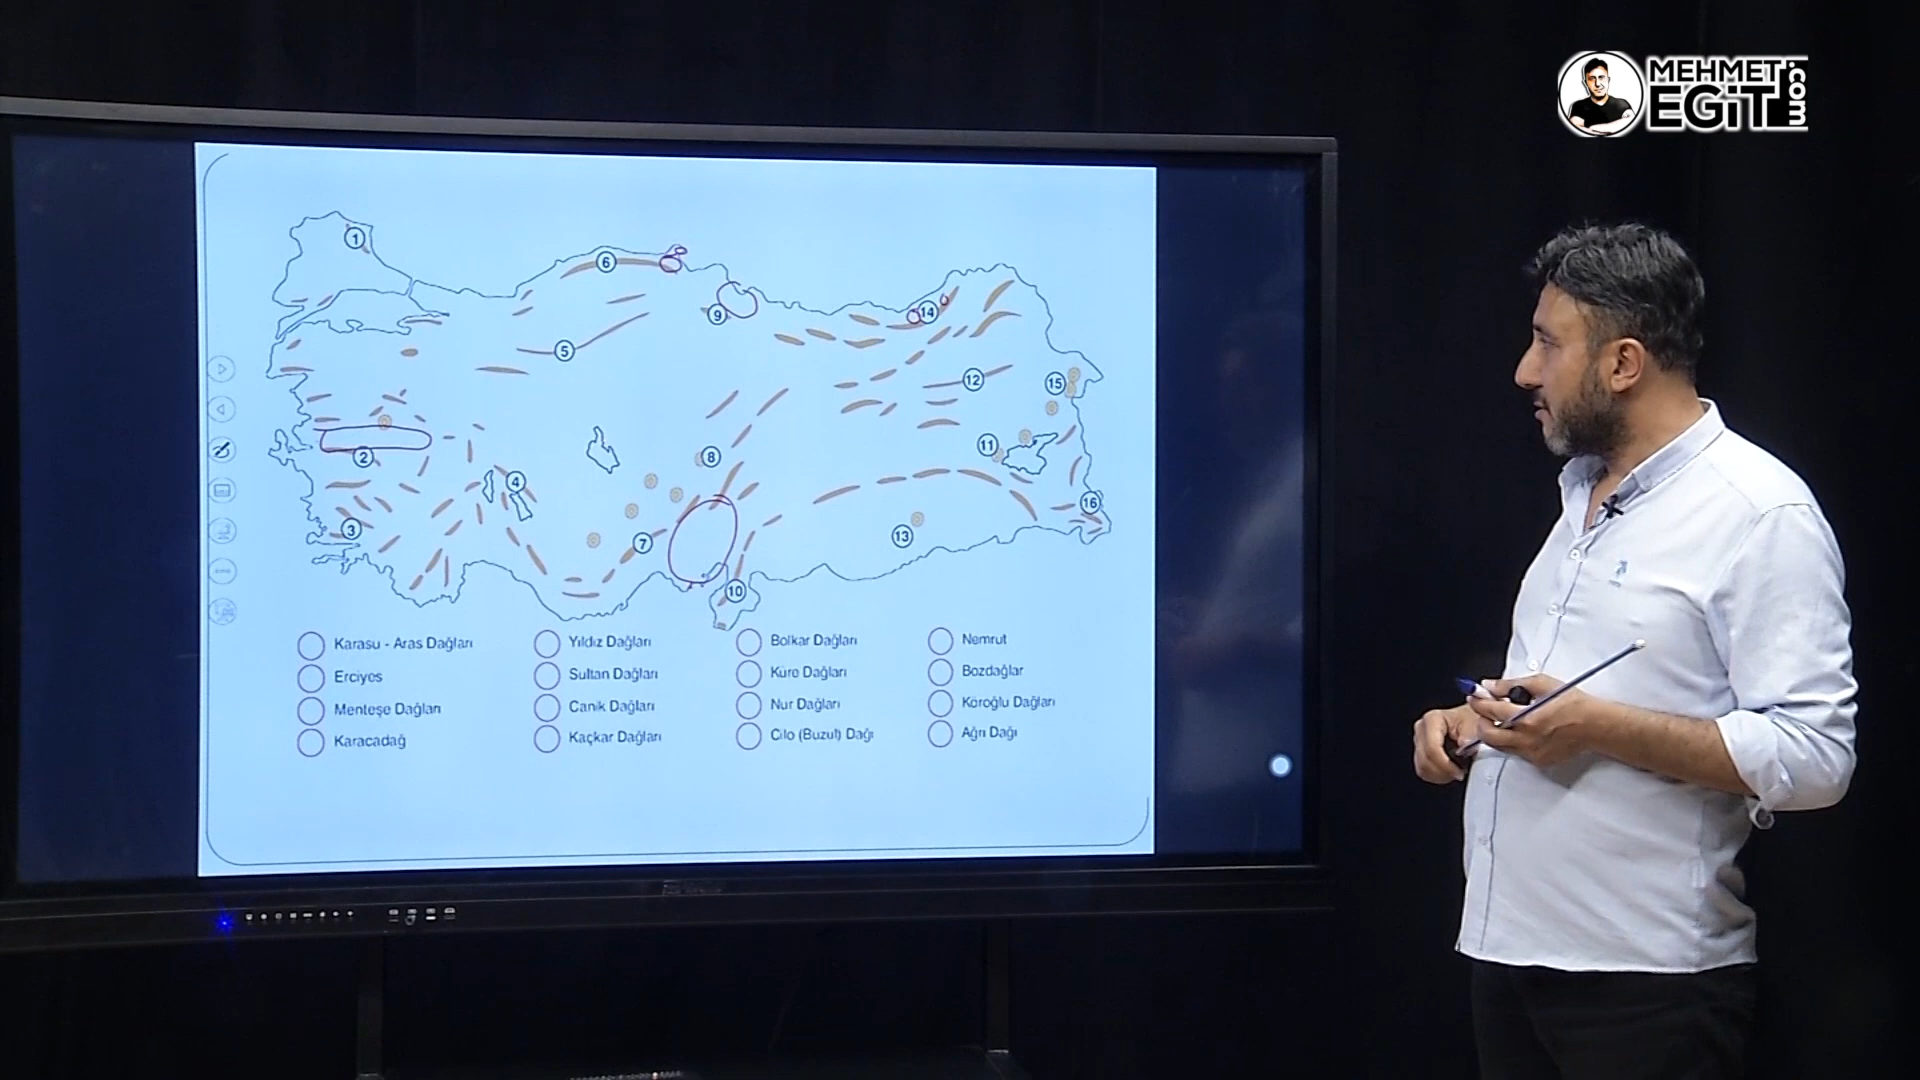 MEHMET
EGiT
.com
1
6
14
9
5
12
15
11
2
8
4
16
3
7
13
10
Karasu - Aras Dağları
Yıldız Dağları
Bolkar Dağları
Nemrut
Erciyes
Sultan Dağları
Küre Dağları
Bozdağlar
Menteşe Dağları
Canik Dağları
Nur Dağları
Köroğlu Dağları
Karacadağ
Kaçkar Dağları
Cilo (Buzul) Dağı
Ağrı Dağı